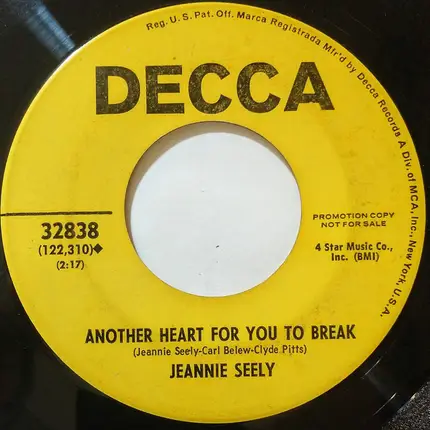 Reg. U.S. Pat. Off. Marca Registrada Mfr'd by Decca Records A Div. of MCA, Inc., New York, U.S.A.
DECCA
32838
(122,310)◆
(2:17)
PROMOTION COPY
NOT FOR SALE
4 Star Music Co.,
Inc. (BMI)
ANOTHER HEART FOR YOU TO BREAK
(Jeannie Seely-Carl Belew-Clyde Pitts)
JEANNIE SEELY